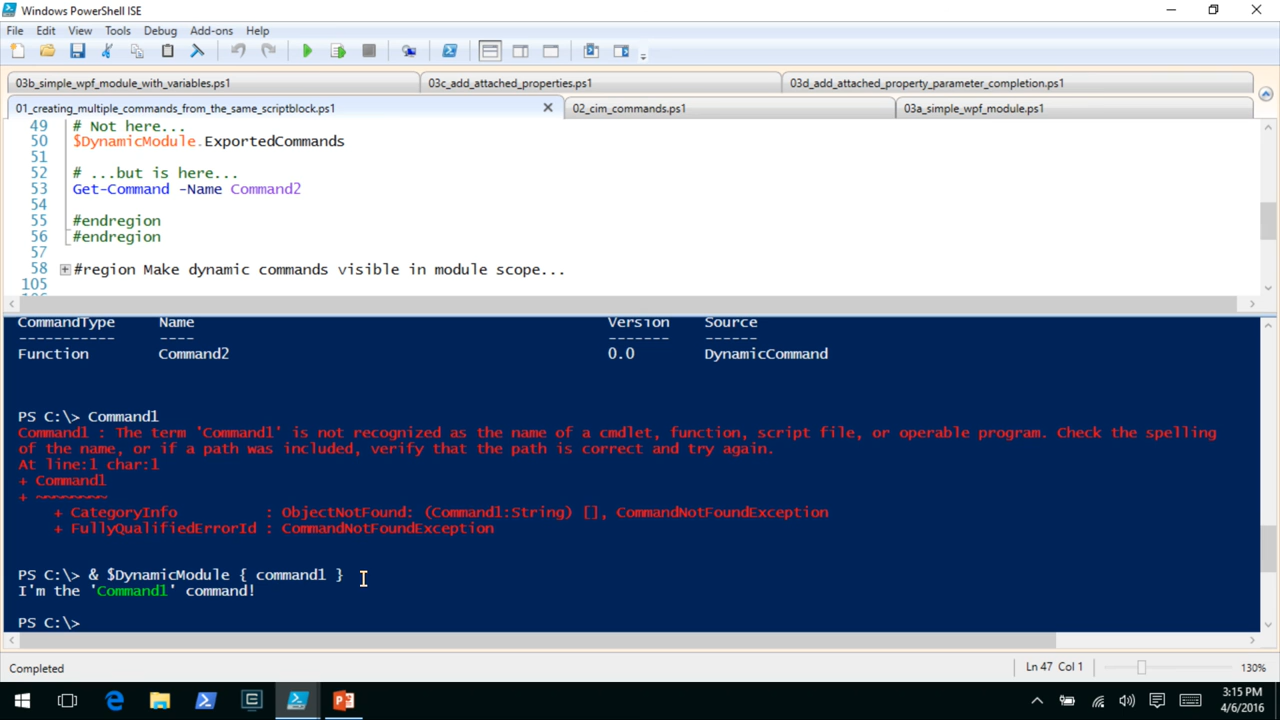 Windows PowerShell ISE
File Edit View Tools Debug Add-ons Help
03b_simple_wpf_module_with_variables.ps1 03c_add_attached_properties.ps1 03d_add_attached_property_parameter_completion.ps1
01_creating_multiple_commands_from_the_same_scriptblock.ps1 02_cim_commands.ps1 03a_simple_wpf_module.ps1
49 # Not here...
50 $DynamicModule.ExportedCommands
51
52 # ...but is here...
53 Get-Command -Name Command2
54
55 #endregion
56 #endregion
57
58 #region Make dynamic commands visible in module scope...
105
CommandType Name Version Source
----------- ---- ------- ------
Function Command2 0.0 DynamicCommand
PS C:\> Command1
Command1 : The term 'Command1' is not recognized as the name of a cmdlet, function, script file, or operable program. Check the spelling
of the name, or if a path was included, verify that the path is correct and try again.
At line:1 char:1
+ Command1
+ ~~~~~~~~
+ CategoryInfo : ObjectNotFound: (Command1:String) [], CommandNotFoundException
+ FullyQualifiedErrorId : CommandNotFoundException
PS C:\> & $DynamicModule { command1 }
I'm the 'Command1' command!
PS C:\>
Completed Ln 47 Col 1 130%
3:15 PM
4/6/2016